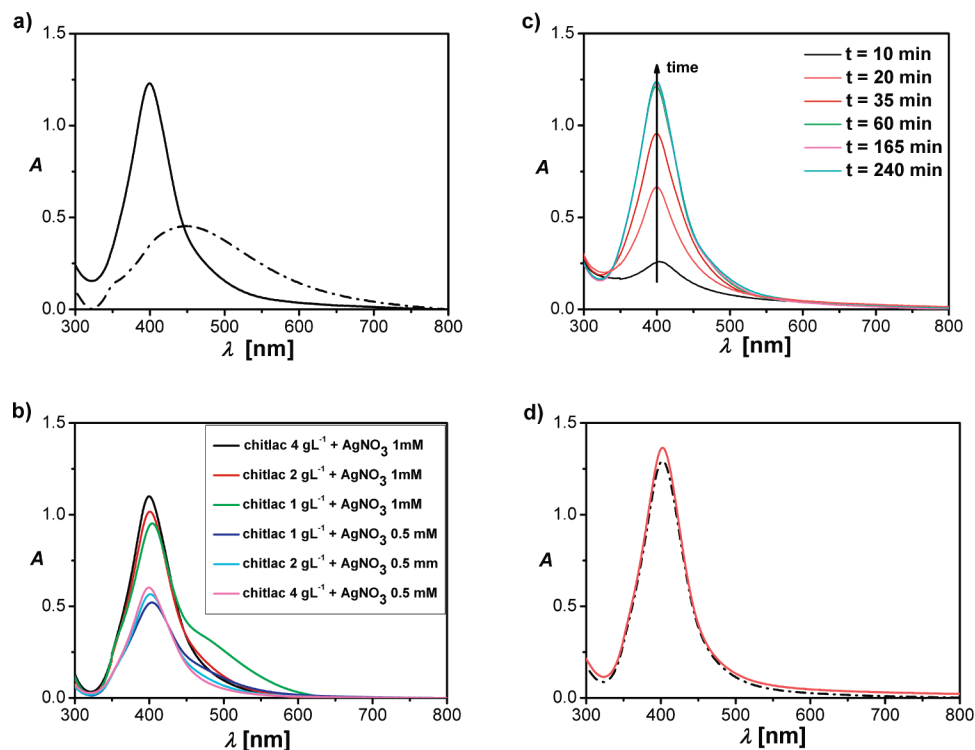 a)
1.5
1.0
A
0.5
0.0
300 400 500 600 700 800
λ [nm]
c)
1.5
1.0
A
0.5
0.0
time
t = 10 min
t = 20 min
t = 35 min
t = 60 min
t = 165 min
t = 240 min
300 400 500 600 700 800
λ [nm]
b)
1.5
1.0
A
0.5
0.0
chitlac 4 gL⁻¹ + AgNO₃ 1mM
chitlac 2 gL⁻¹ + AgNO₃ 1mM
chitlac 1 gL⁻¹ + AgNO₃ 1mM
chitlac 1 gL⁻¹ + AgNO₃ 0.5 mM
chitlac 2 gL⁻¹ + AgNO₃ 0.5 mm
chitlac 4 gL⁻¹ + AgNO₃ 0.5 mM
300 400 500 600 700 800
λ [nm]
d)
1.5
1.0
A
0.5
0.0
300 400 500 600 700 800
λ [nm]